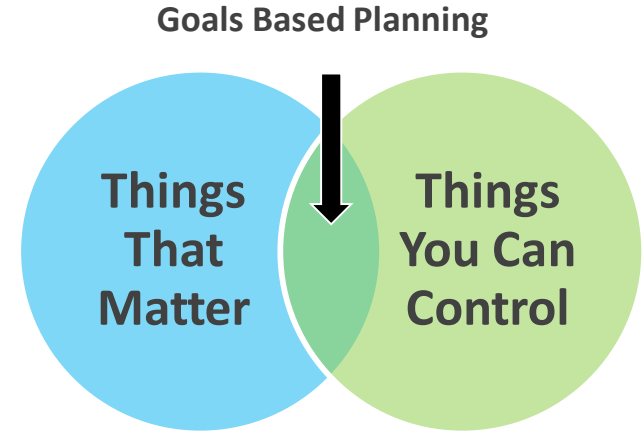 Goals Based Planning
Things
That
Matter
Things
You Can
Control